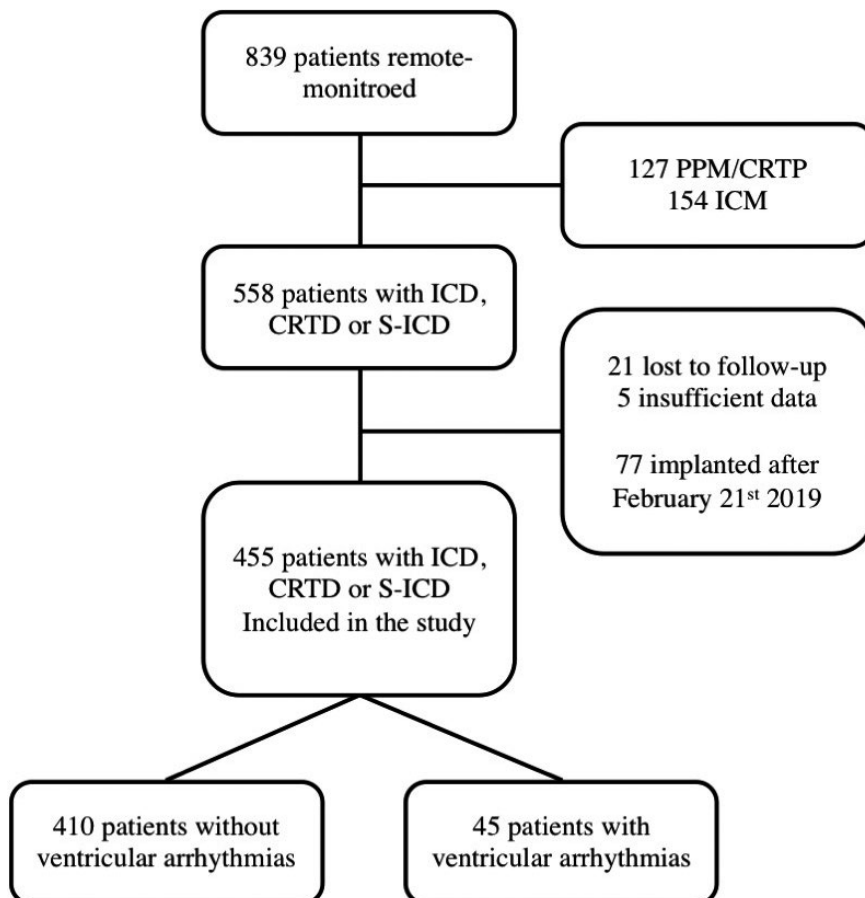 839 patients remote-
monitroed
127 PPM/CRTP
154 ICM
558 patients with ICD,
CRTD or S-ICD
21 lost to follow-up
5 insufficient data
77 implanted after
February 21st 2019
455 patients with ICD,
CRTD or S-ICD
Included in the study
410 patients without
ventricular arrhythmias
45 patients with
ventricular arrhythmias